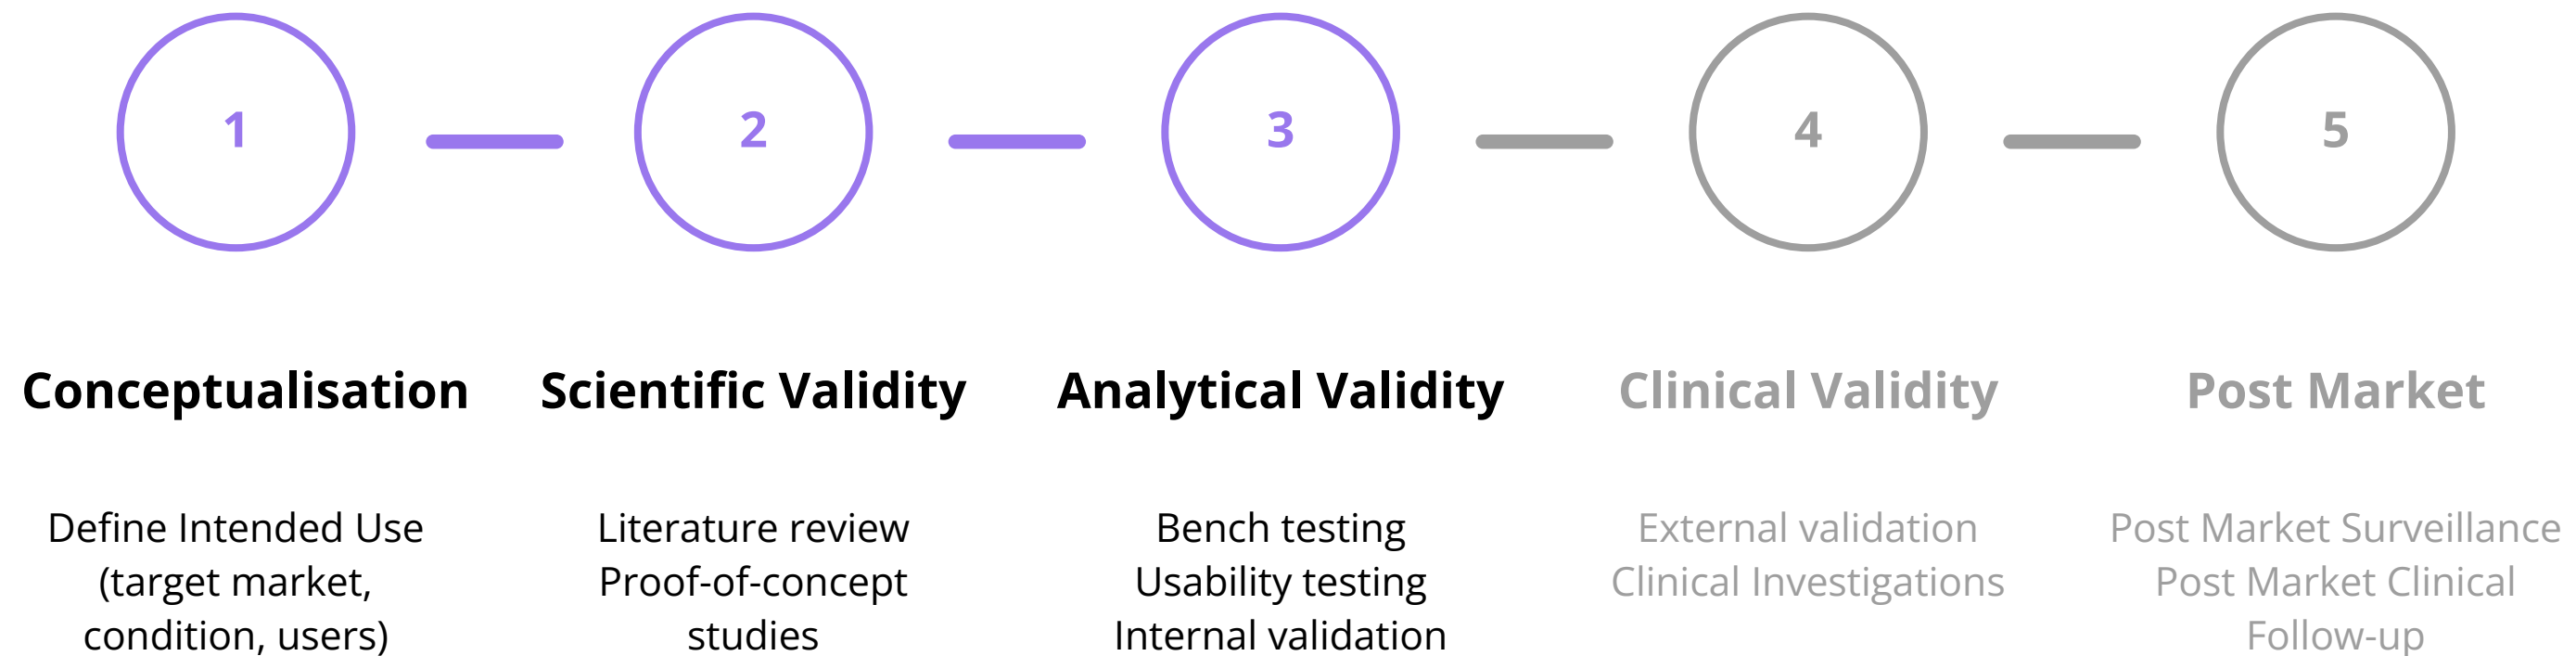 1
2
3
4
5
Conceptualisation
Scientific Validity
Analytical Validity
Clinical Validity
Post Market
Define Intended Use
(target market,
condition, users)
Literature review
Proof-of-concept
studies
Bench testing
Usability testing
Internal validation
External validation
Clinical Investigations
Post Market Surveillance
Post Market Clinical
Follow-up